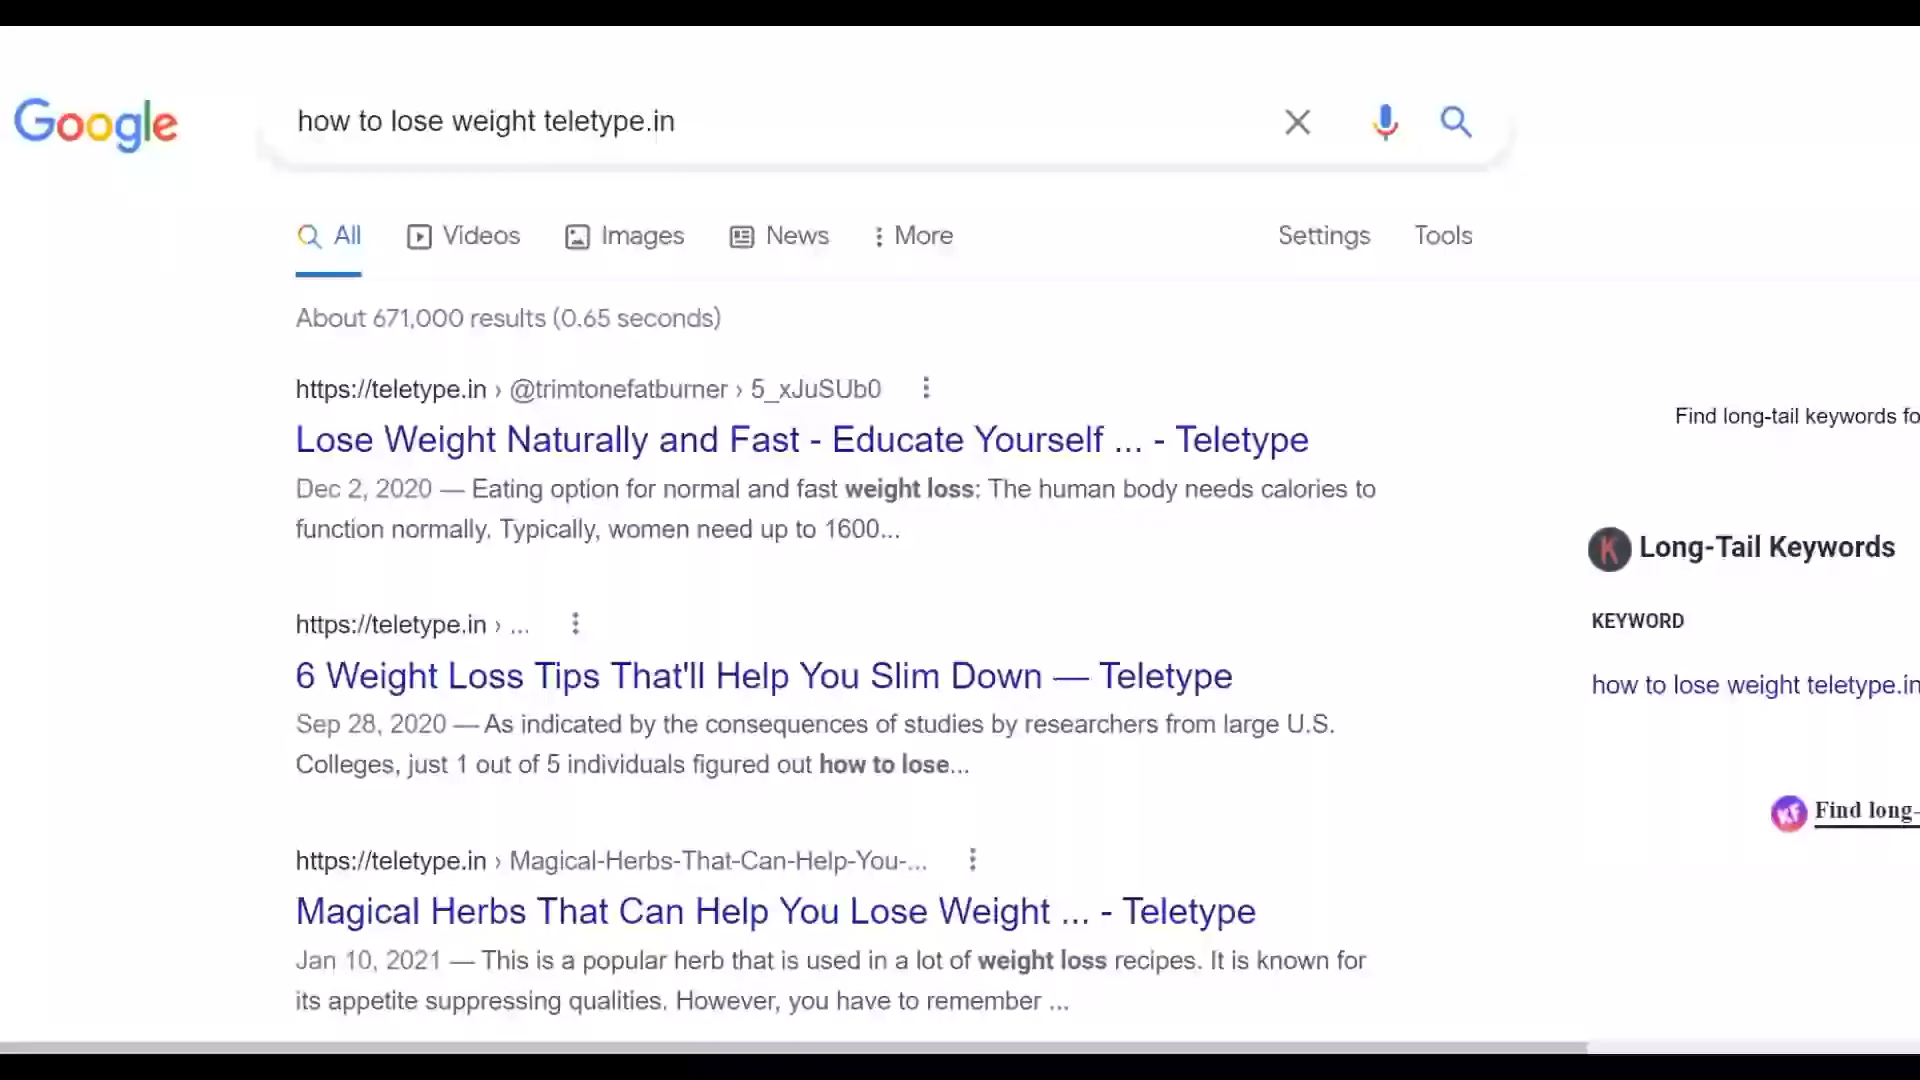 Google
how to lose weight teletype.in
All
Videos
Images
News
More
Settings
Tools
About 671,000 results (0.65 seconds)
https://teletype.in › @trimtonefatburner › 5_xJuSUb0
Lose Weight Naturally and Fast - Educate Yourself ... - Teletype
Dec 2, 2020 — Eating option for normal and fast weight loss: The human body needs calories to
function normally. Typically, women need up to 1600...
https://teletype.in › ...
6 Weight Loss Tips That'll Help You Slim Down — Teletype
Sep 28, 2020 — As indicated by the consequences of studies by researchers from large U.S.
Colleges, just 1 out of 5 individuals figured out how to lose...
https://teletype.in › Magical-Herbs-That-Can-Help-You-...
Magical Herbs That Can Help You Lose Weight ... - Teletype
Jan 10, 2021 — This is a popular herb that is used in a lot of weight loss recipes. It is known for
its appetite suppressing qualities. However, you have to remember ...
Find long-tail keywords fo
K Long-Tail Keywords
KEYWORD
how to lose weight teletype.in
KF Find long-